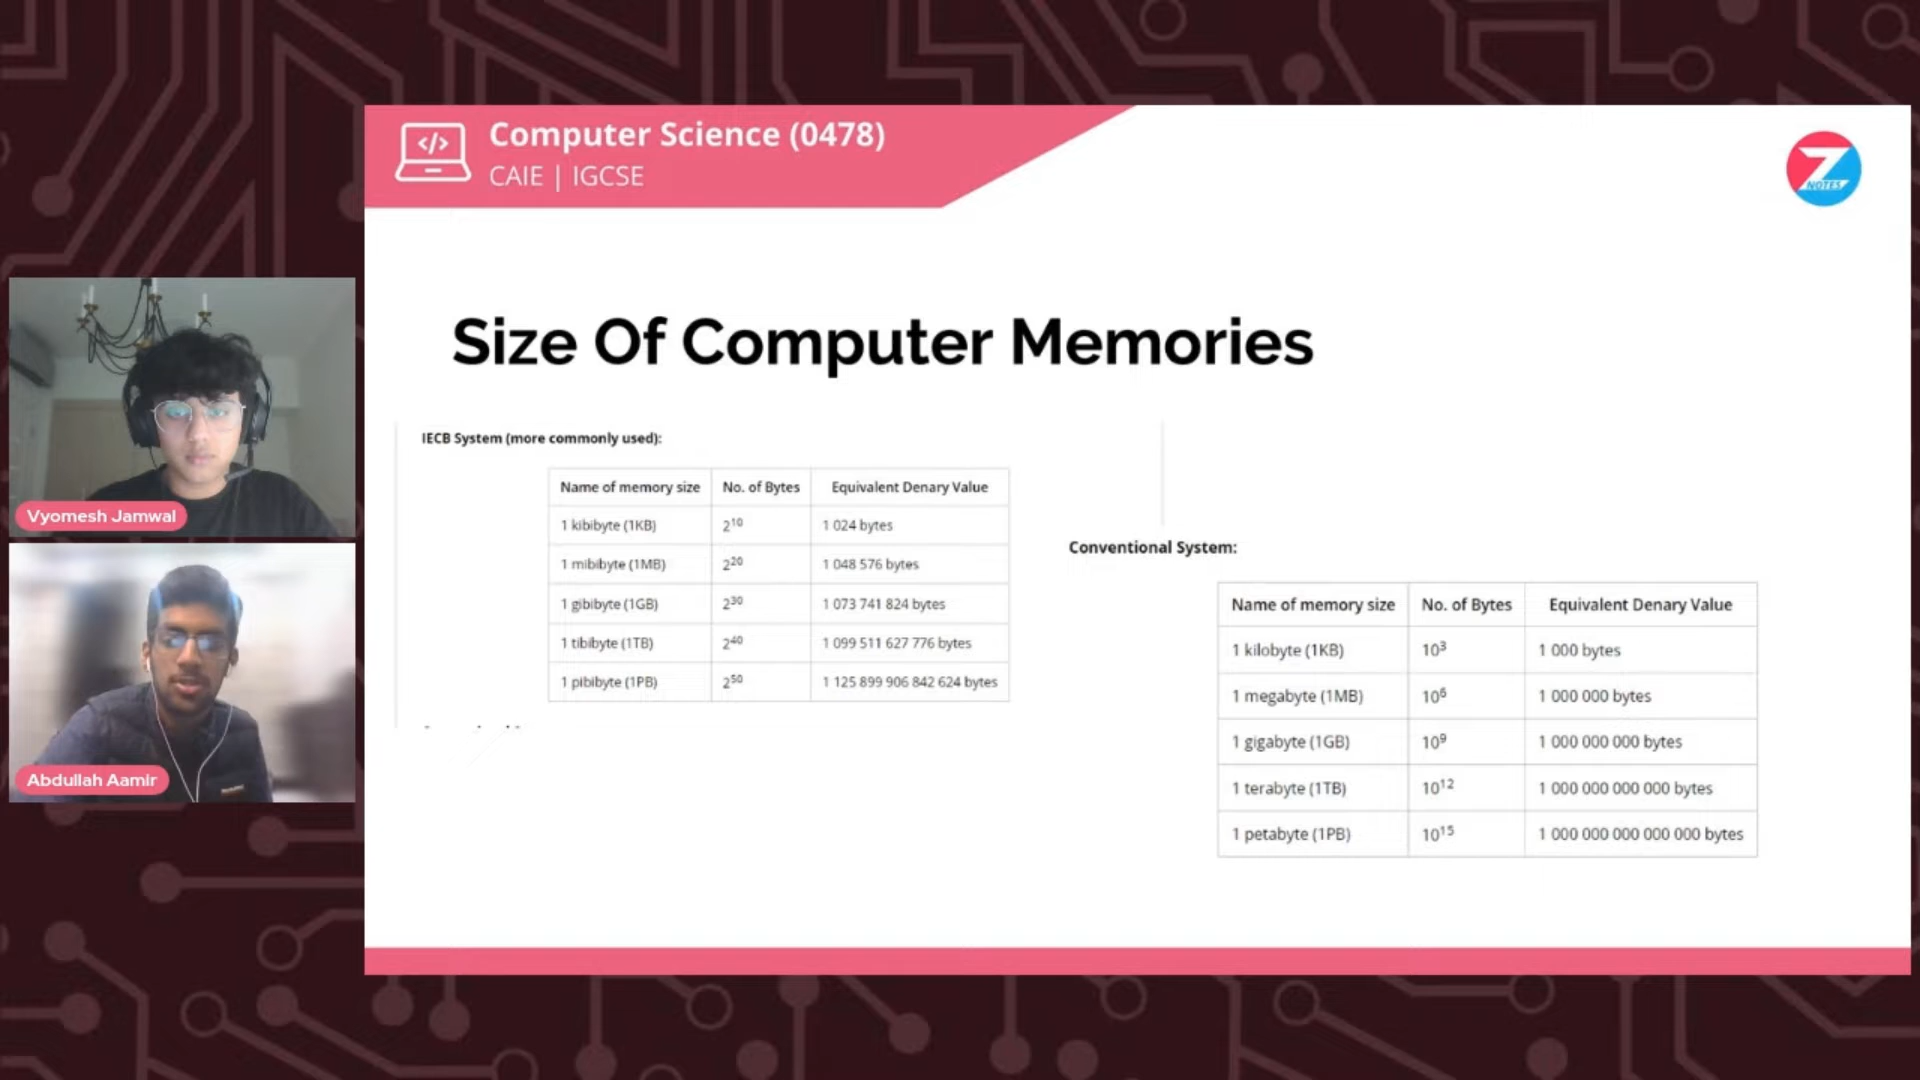 Computer Science (0478)
CAIE | IGCSE
Z
NOTES
Size Of Computer Memories
IECB System (more commonly used):
Name of memory size No. of Bytes Equivalent Denary Value
1 kibibyte (1KB) 2¹⁰ 1 024 bytes
1 mibibyte (1MB) 2²⁰ 1 048 576 bytes
1 gibibyte (1GB) 2³⁰ 1 073 741 824 bytes
1 tibibyte (1TB) 2⁴⁰ 1 099 511 627 776 bytes
1 pibibyte (1PB) 2⁵⁰ 1 125 899 906 842 624 bytes
Conventional System:
Name of memory size No. of Bytes Equivalent Denary Value
1 kilobyte (1KB) 10³ 1 000 bytes
1 megabyte (1MB) 10⁶ 1 000 000 bytes
1 gigabyte (1GB) 10⁹ 1 000 000 000 bytes
1 terabyte (1TB) 10¹² 1 000 000 000 000 bytes
1 petabyte (1PB) 10¹⁵ 1 000 000 000 000 000 bytes
Vyomesh Jamwal
Abdullah Aamir